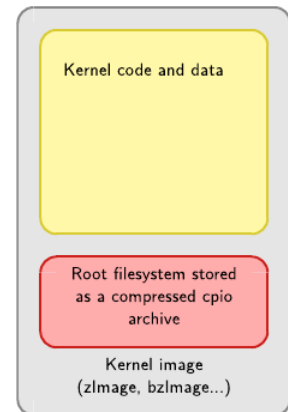 Kernel code and data
Root filesystem stored
as a compressed cpio
archive
Kernel image
(zImage, bzImage...)